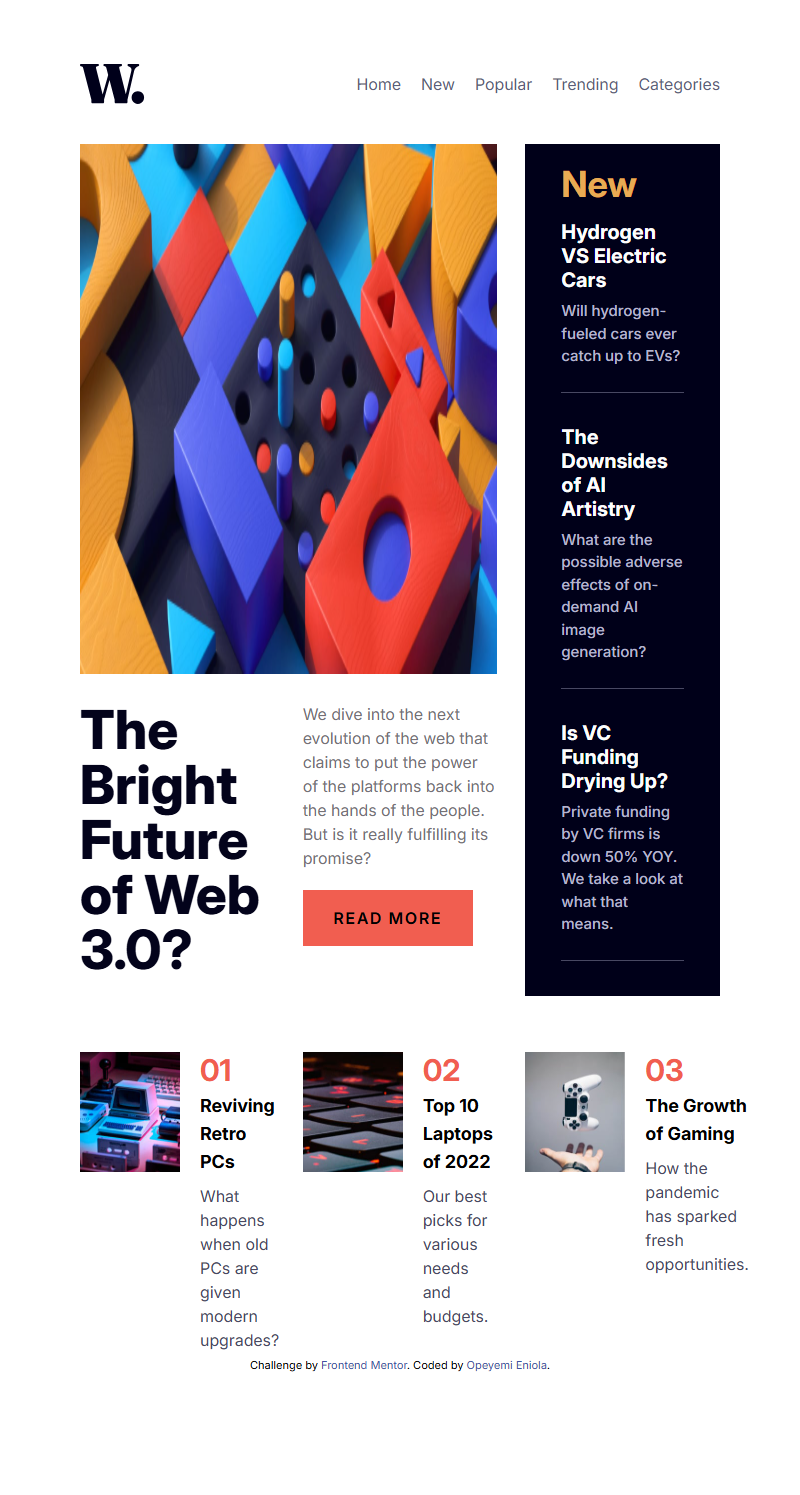 W.
Home New Popular Trending Categories
New
Hydrogen
VS Electric
Cars
Will hydrogen-
fueled cars ever
catch up to EVs?
The
Downsides
of AI
Artistry
What are the
possible adverse
effects of on-
demand AI
image
generation?
Is VC
Funding
Drying Up?
Private funding
by VC firms is
down 50% YOY.
We take a look at
what that
means.
The
Bright
Future
of Web
3.0?
We dive into the next
evolution of the web that
claims to put the power
of the platforms back into
the hands of the people.
But is it really fulfilling its
promise?
READ MORE
01
Reviving
Retro
PCs
What
happens
when old
PCs are
given
modern
upgrades?
02
Top 10
Laptops
of 2022
Our best
picks for
various
needs
and
budgets.
03
The Growth
of Gaming
How the
pandemic
has sparked
fresh
opportunities.
Challenge by Frontend Mentor. Coded by Opeyemi Eniola.